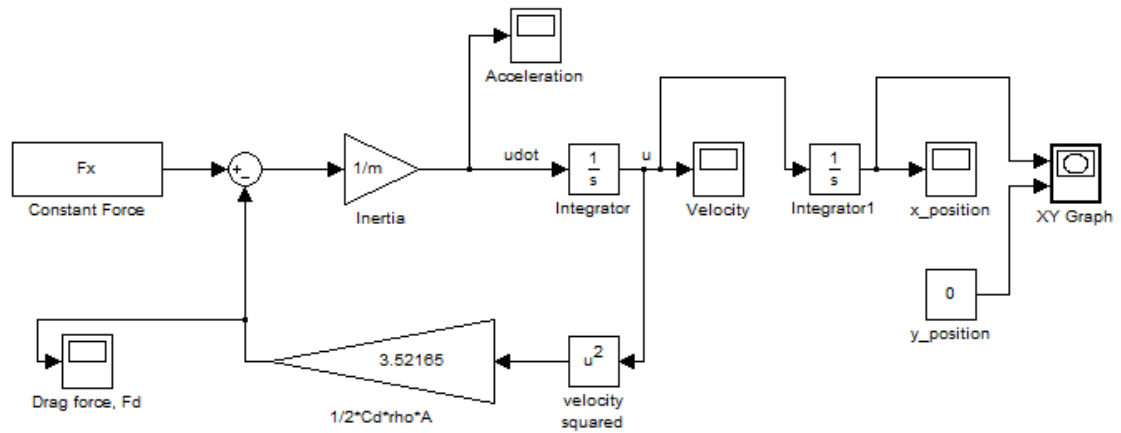 Acceleration
Fx
+
-
1/m
udot
1
s
u
1
s
Constant Force
Inertia
Integrator
Velocity
Integrator1
x_position
XY Graph
0
y_position
3.52165
u²
Drag force, Fd
1/2*Cd*rho*A
velocity
squared